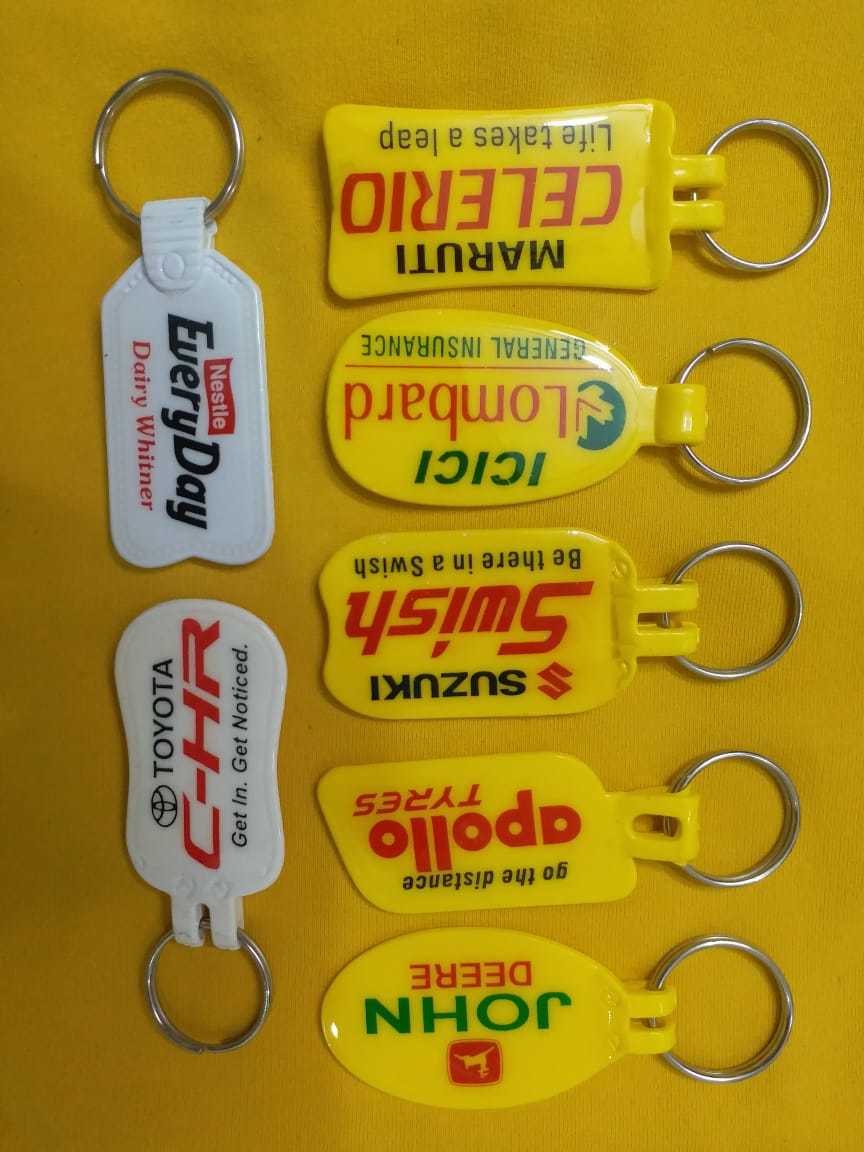 Nestle
EveryDay
Dairy Whitner
TOYOTA
C-HR
Get In. Get Noticed.
MARUTI
CELERIO
Life takes a leap
ICICI
Lombard
GENERAL INSURANCE
SUZUKI
Swish
Be there in a Swish
go the distance
apollo
TYRES
JOHN
DEERE